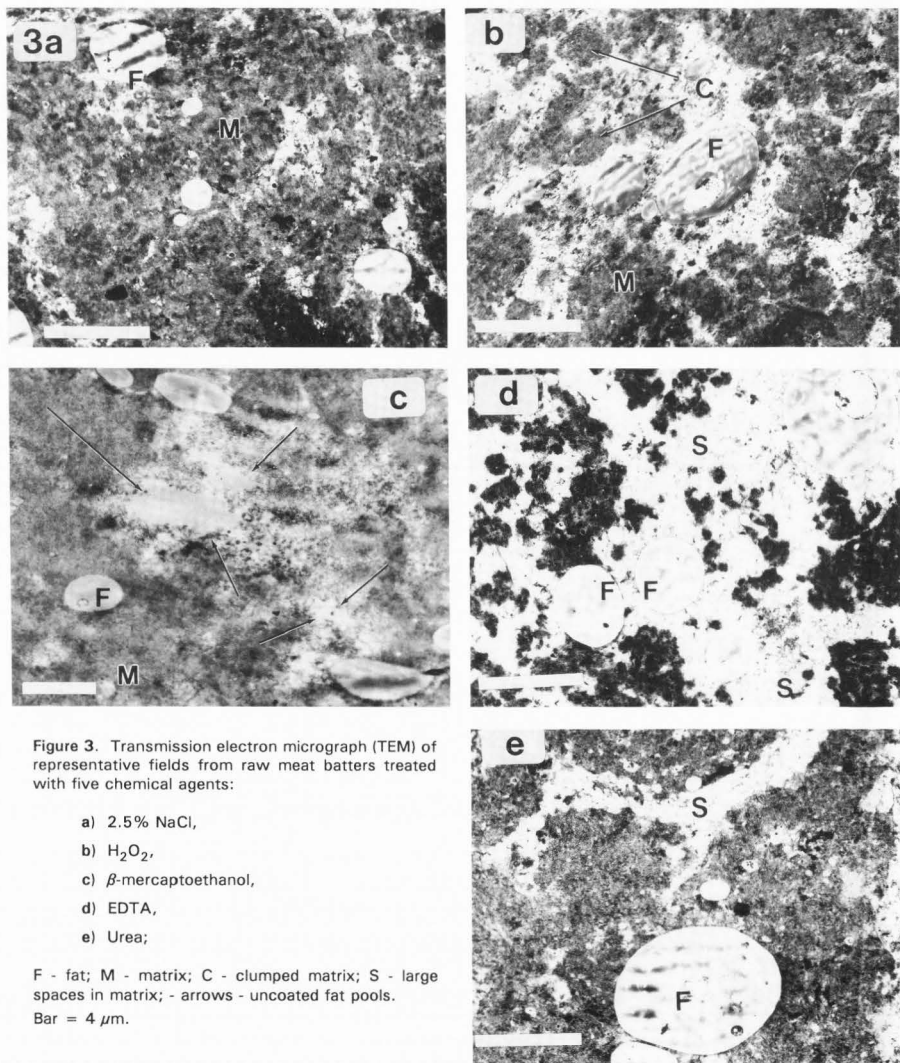 3a
F
M
b
C
F
M
c
F
M
d
S
F F
S
Figure 3. Transmission electron micrograph (TEM) of
representative fields from raw meat batters treated
with five chemical agents:
a) 2.5% NaCl,
b) H₂O₂,
c) β-mercaptoethanol,
d) EDTA,
e) Urea;
F - fat; M - matrix; C - clumped matrix; S - large
spaces in matrix; - arrows - uncoated fat pools.
Bar = 4 μm.
e
S
F